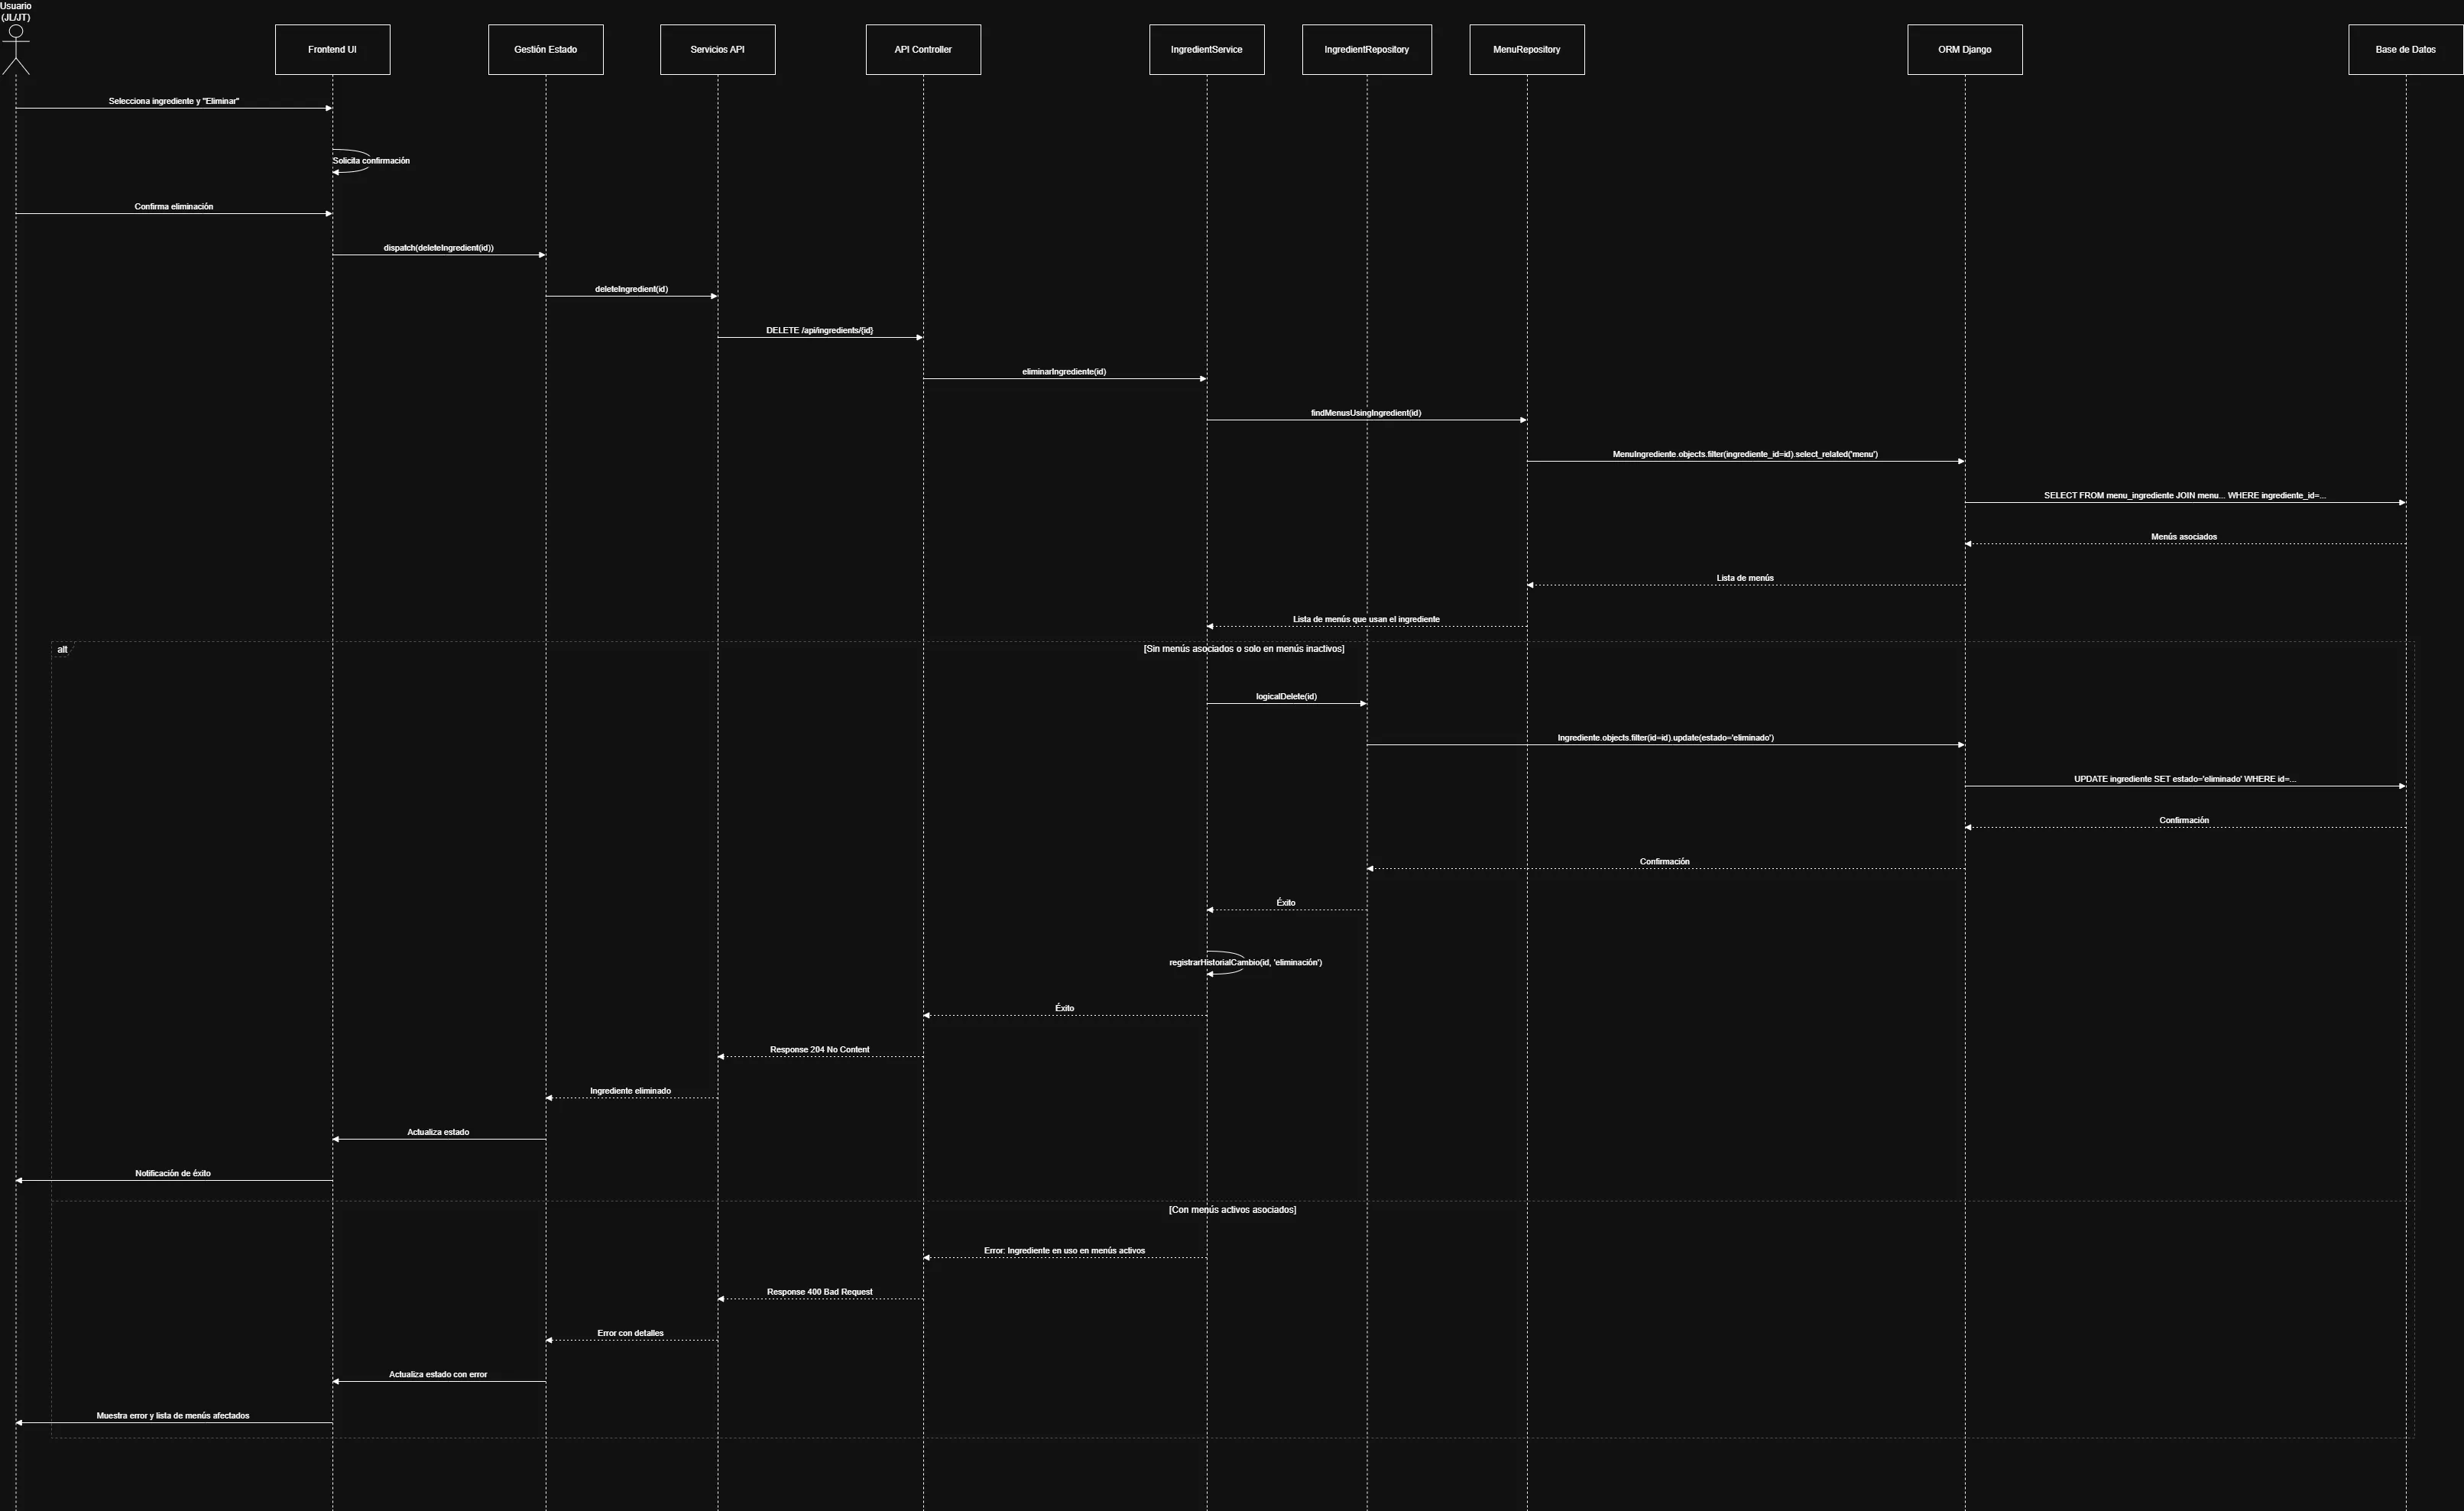 Usuario
(JL/JT)
Frontend UI
Gestión Estado
Servicios API
API Controller
IngredientService
IngredientRepository
MenuRepository
ORM Django
Base de Datos
Selecciona ingrediente y "Eliminar"
Solicita confirmación
Confirma eliminación
dispatch(deleteIngredient(id))
deleteIngredient(id)
DELETE /api/ingredients/{id}
eliminarIngrediente(id)
findMenusUsingIngredient(id)
MenuIngrediente.objects.filter(ingrediente_id=id).select_related('menu')
SELECT FROM menu_ingrediente JOIN menu... WHERE ingrediente_id=...
Menús asociados
Lista de menús
Lista de menús que usan el ingrediente
alt
[Sin menús asociados o solo en menús inactivos]
logicalDelete(id)
Ingrediente.objects.filter(id=id).update(estado='eliminado')
UPDATE ingrediente SET estado='eliminado' WHERE id=...
Confirmación
Confirmación
Éxito
registrarHistorialCambio(id, 'eliminación')
Éxito
Response 204 No Content
Ingrediente eliminado
Actualiza estado
Notificación de éxito
[Con menús activos asociados]
Error: Ingrediente en uso en menús activos
Response 400 Bad Request
Error con detalles
Actualiza estado con error
Muestra error y lista de menús afectados